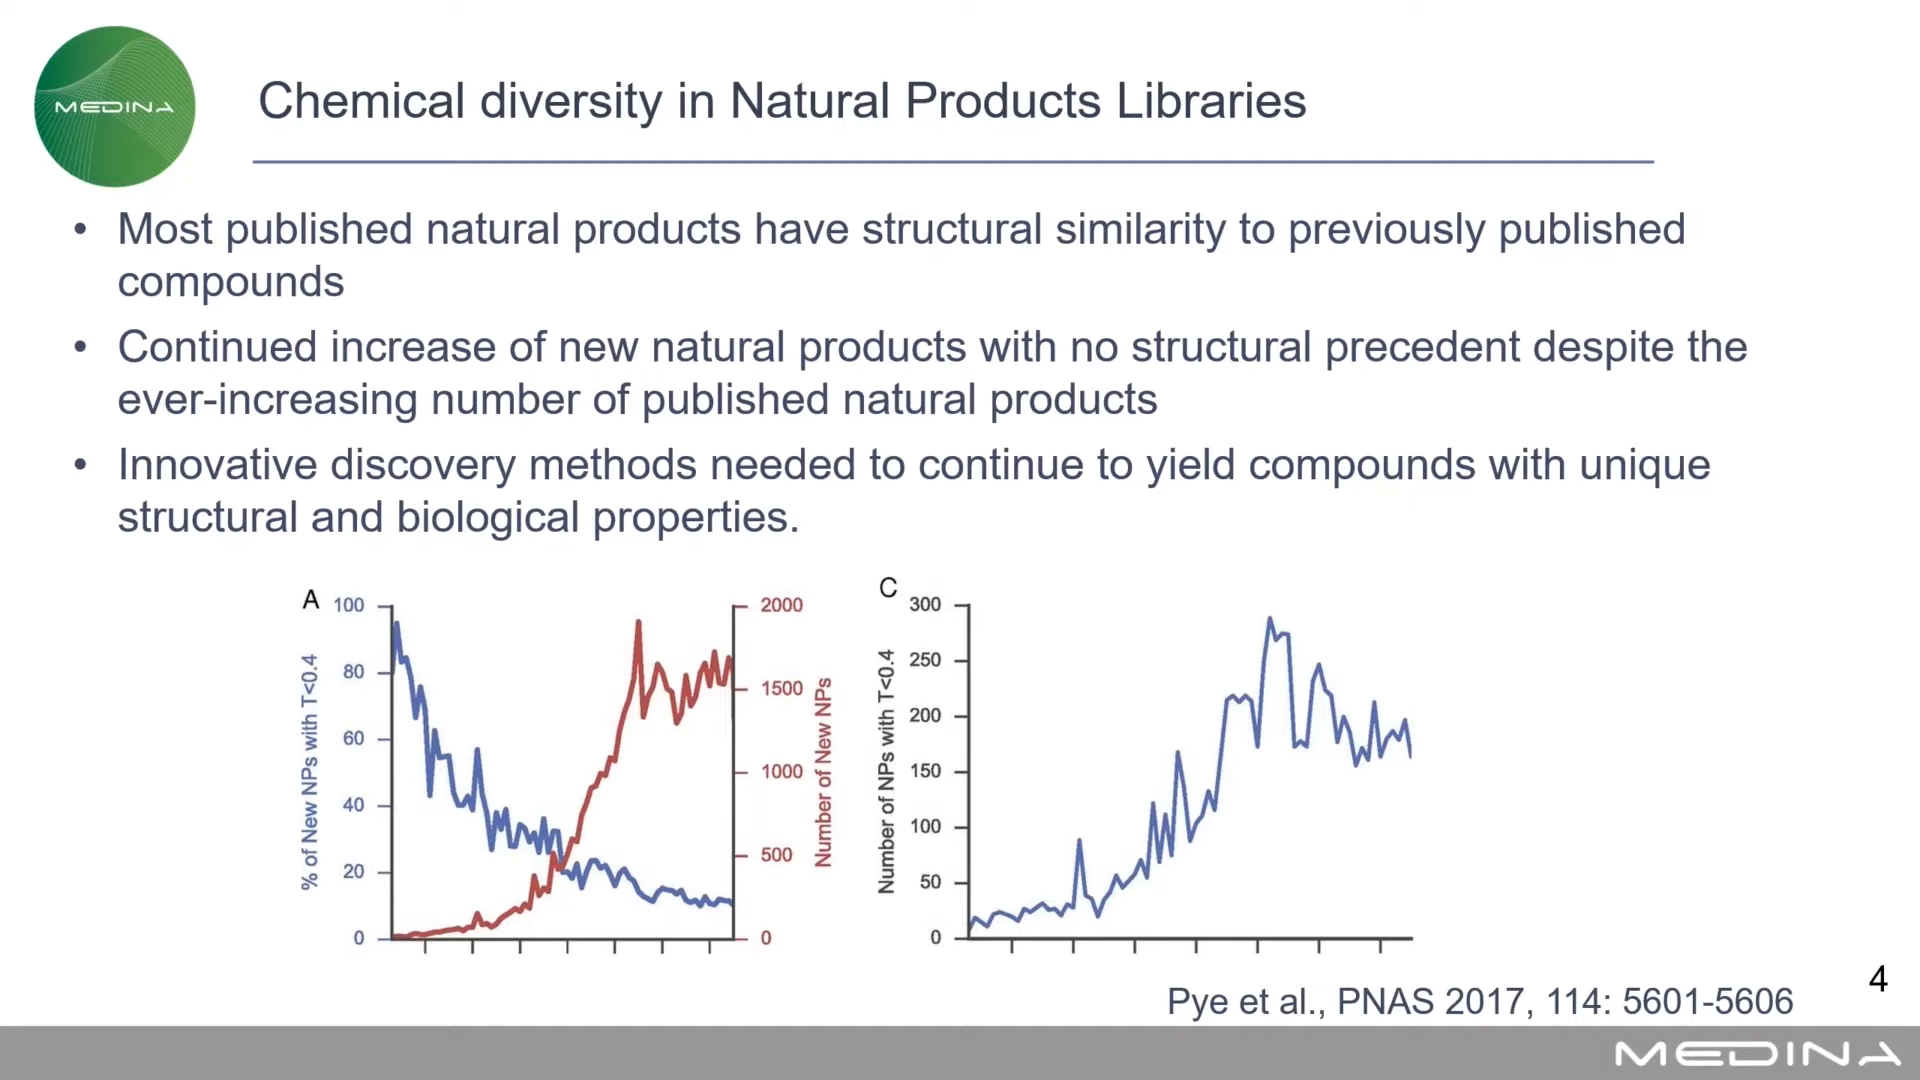 MEDINA
Chemical diversity in Natural Products Libraries
• Most published natural products have structural similarity to previously published
compounds
• Continued increase of new natural products with no structural precedent despite the
ever-increasing number of published natural products
• Innovative discovery methods needed to continue to yield compounds with unique
structural and biological properties.
A
% of New NPs with T<0.4
100
80
60
40
20
0
2000
1500
1000
500
0
Number of New NPs
C
Number of NPs with T<0.4
300
250
200
150
100
50
0
Pye et al., PNAS 2017, 114: 5601-5606
4
MEDINA